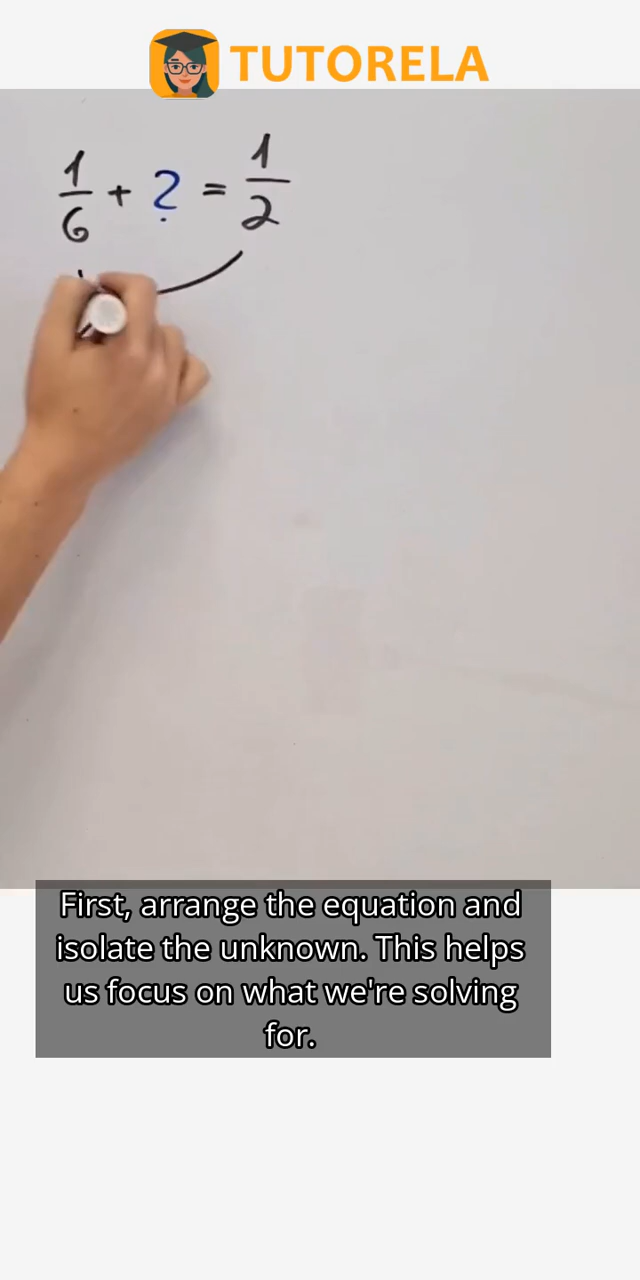 TUTORELA
1/6 + ? = 1/2
First, arrange the equation and
isolate the unknown. This helps
us focus on what we're solving
for.